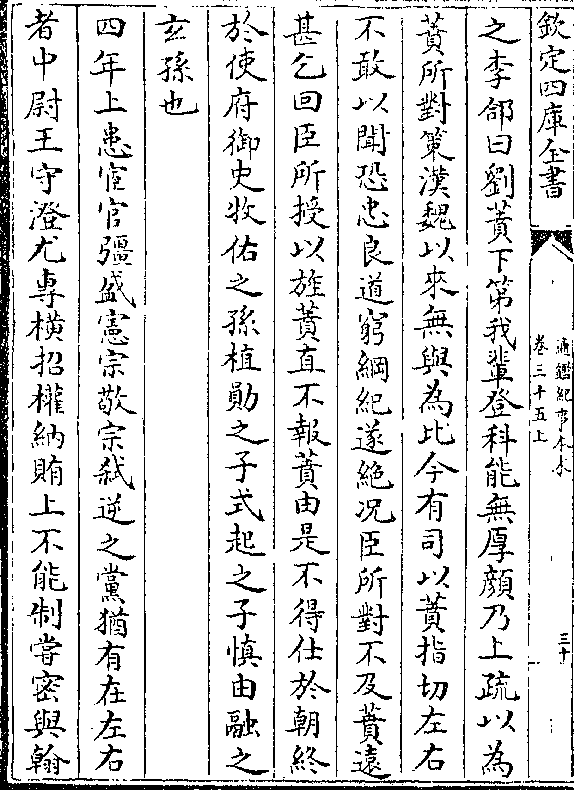 欽定四庫全書
通鑑紀事本末
卷三十五上
三十
之李郃曰劉蕡下第我輩登科能無厚顔乃上疏以為
蕡所對策漢魏以來無與為比今有司以蕡指切左右
不敢以聞恐忠良道窮綱紀遂絶况臣所對不及蕡遠
甚乞回臣所授以旌蕡直不報蕡由是不得仕於朝終
於使府御史牧佑之孫植勛之子式起之子慎由融之
玄孫也
四年上患宦官彊盛憲宗敬宗弑逆之黨猶有在左右
者中尉王守澄尤専横招權納賄上不能制嘗密與翰